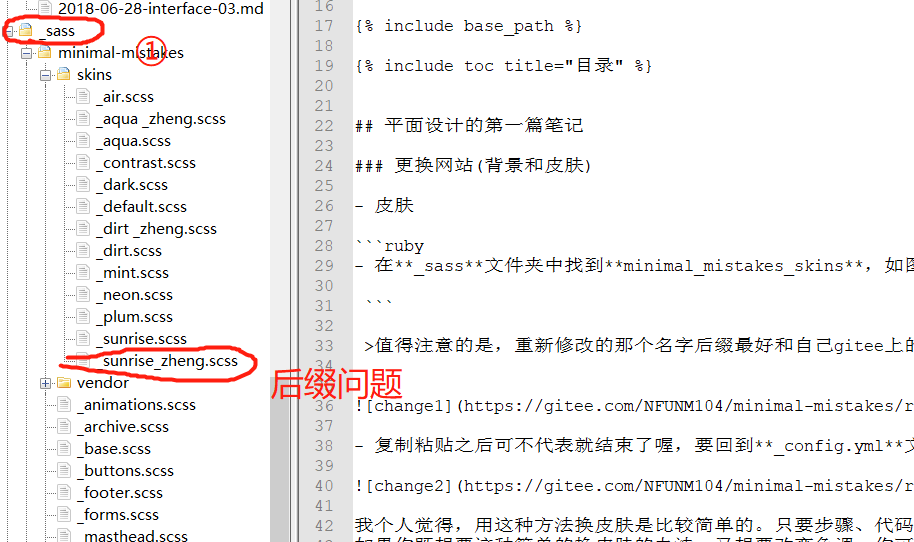 2018-06-28-interface-03.md
_sass
①
minimal-mistakes
skins
_air.scss
_aqua _zheng.scss
_aqua.scss
_contrast.scss
_dark.scss
_default.scss
_dirt _zheng.scss
_dirt.scss
_mint.scss
_neon.scss
_plum.scss
_sunrise.scss
_sunrise_zheng.scss
后缀问题
vendor
_animations.scss
_archive.scss
_base.scss
_buttons.scss
_footer.scss
_forms.scss
_masthead.scss
16
17 {% include base_path %}
18
19 {% include toc title="目录" %}
20
21
22 ## 平面设计的第一篇笔记
23
24 ### 更换网站(背景和皮肤)
25
26 - 皮肤
27
28 ```ruby
29 - 在**_sass**文件夹中找到**minimal_mistakes_skins**，如
30
31 ```
32
33 >值得注意的是，重新修改的那个名字后缀最好和自己gitee上的
34
36 ![change1](https://gitee.com/NFUNM104/minimal-mistakes/r
37
38 - 复制粘贴之后可不代表就结束了喔，要回到**_config.yml**文
39
40 ![change2](https://gitee.com/NFUNM104/minimal-mistakes/r
41
42 我个人觉得，用这种方法换皮肤是比较简单的。只要步骤、代码